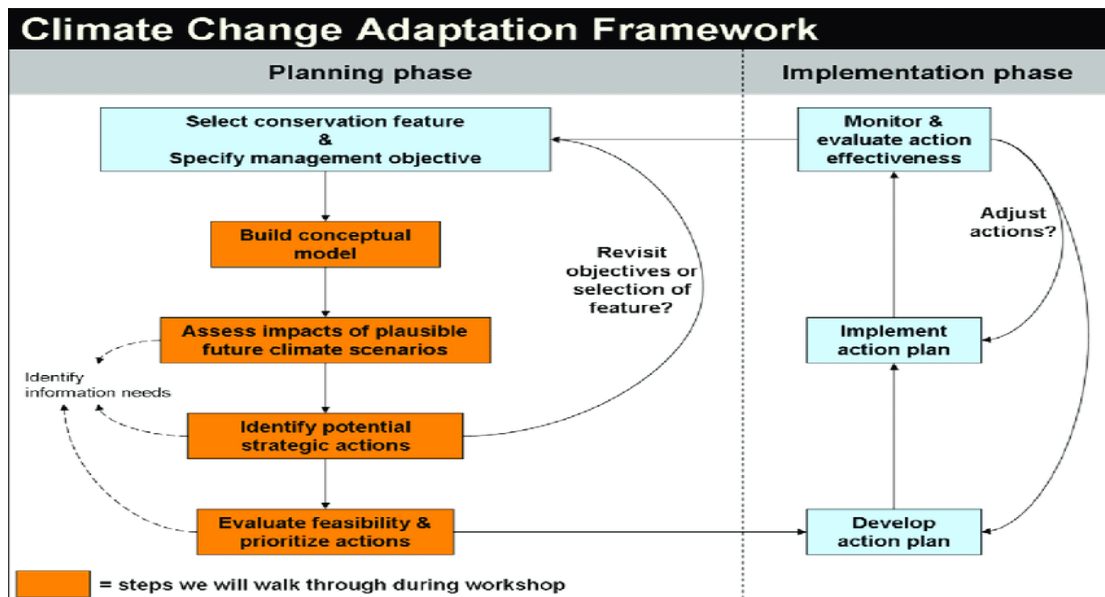 Climate Change Adaptation Framework
Planning phase
Implementation phase
Select conservation feature
&
Specify management objective
Monitor &
evaluate action
effectiveness
Build conceptual
model
Revisit
objectives or
selection of
feature?
Adjust
actions?
Assess impacts of plausible
future climate scenarios
Implement
action plan
Identify
information needs
Identify potential
strategic actions
Evaluate feasibility &
prioritize actions
Develop
action plan
= steps we will walk through during workshop